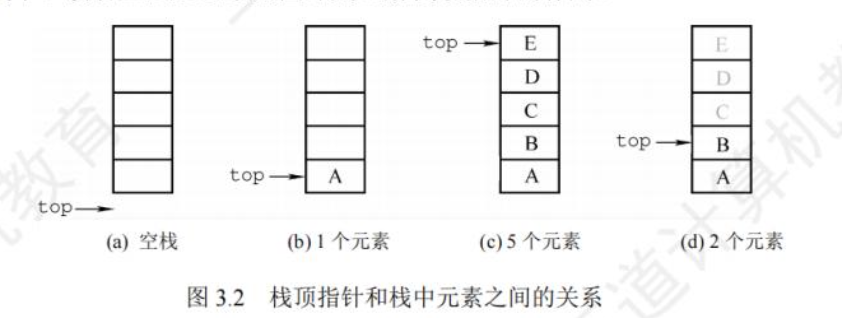 top→ E E
D D
C C
top→ B B
top→ A A A
top→
(a) 空栈 (b) 1 个元素 (c) 5 个元素 (d) 2 个元素
图 3.2 栈顶指针和栈中元素之间的关系